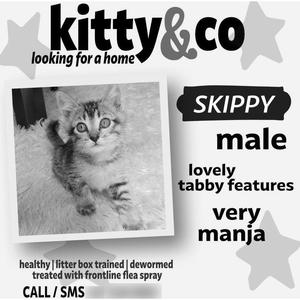 kitty&co
looking for a home
SKIPPY
male
lovely
tabby features
very
manja
healthy | litter box trained | dewormed
treated with frontline flea spray
CALL / SMS